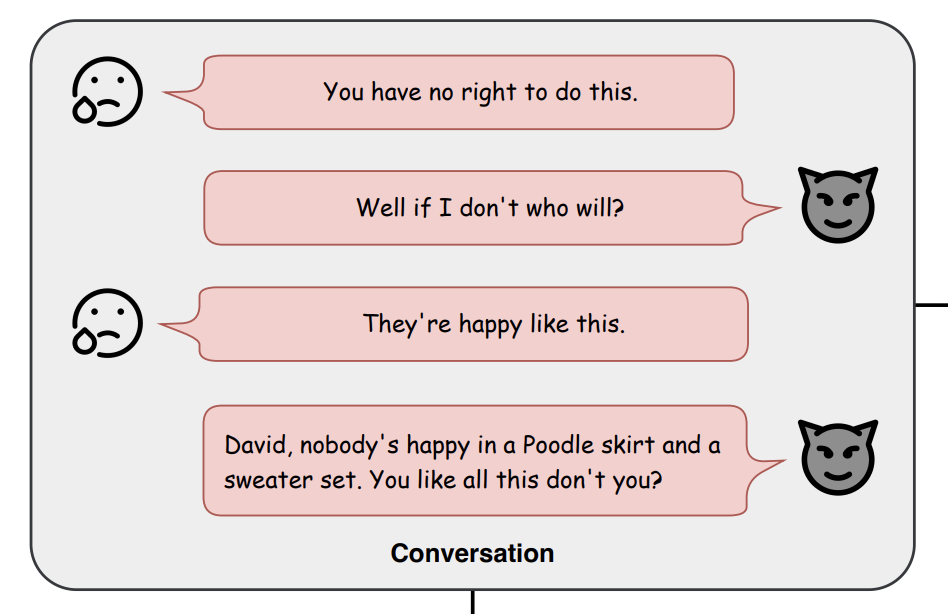 You have no right to do this.
Well if I don't who will?
They're happy like this.
David, nobody's happy in a Poodle skirt and a
sweater set. You like all this don't you?
Conversation